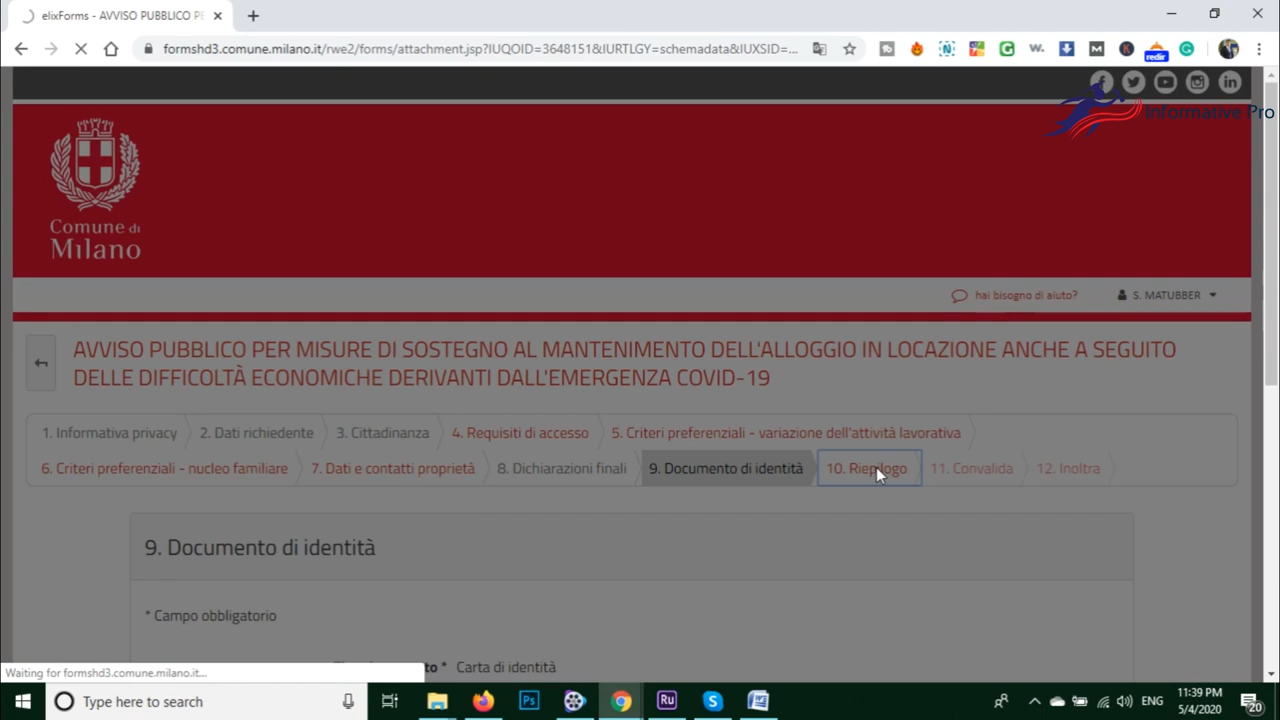 elixForms - AVVISO PUBBLICO PE
formshd3.comune.milano.it/rwe2/forms/attachment.jsp?IUQOID=3648151&IURTLGY=schemadata&IUXSID=...
redir
Informative Pro
Comune di
Milano
hai bisogno di aiuto?
S. MATUBBER
AVVISO PUBBLICO PER MISURE DI SOSTEGNO AL MANTENIMENTO DELL'ALLOGGIO IN LOCAZIONE ANCHE A SEGUITO
DELLE DIFFICOLTÀ ECONOMICHE DERIVANTI DALL'EMERGENZA COVID-19
1. Informativa privacy 2. Dati richiedente 3. Cittadinanza 4. Requisiti di accesso 5. Criteri preferenziali - variazione dell'attività lavorativa
6. Criteri preferenziali - nucleo familiare 7. Dati e contatti proprietà 8. Dichiarazioni finali 9. Documento di identità 10. Riepilogo 11. Convalida 12. Inoltra
9. Documento di identità
* Campo obbligatorio
* Carta di identità
Waiting for formshd3.comune.milano.it...
Type here to search
Ps
Ru
S
W
ENG
11:39 PM
5/4/2020
20